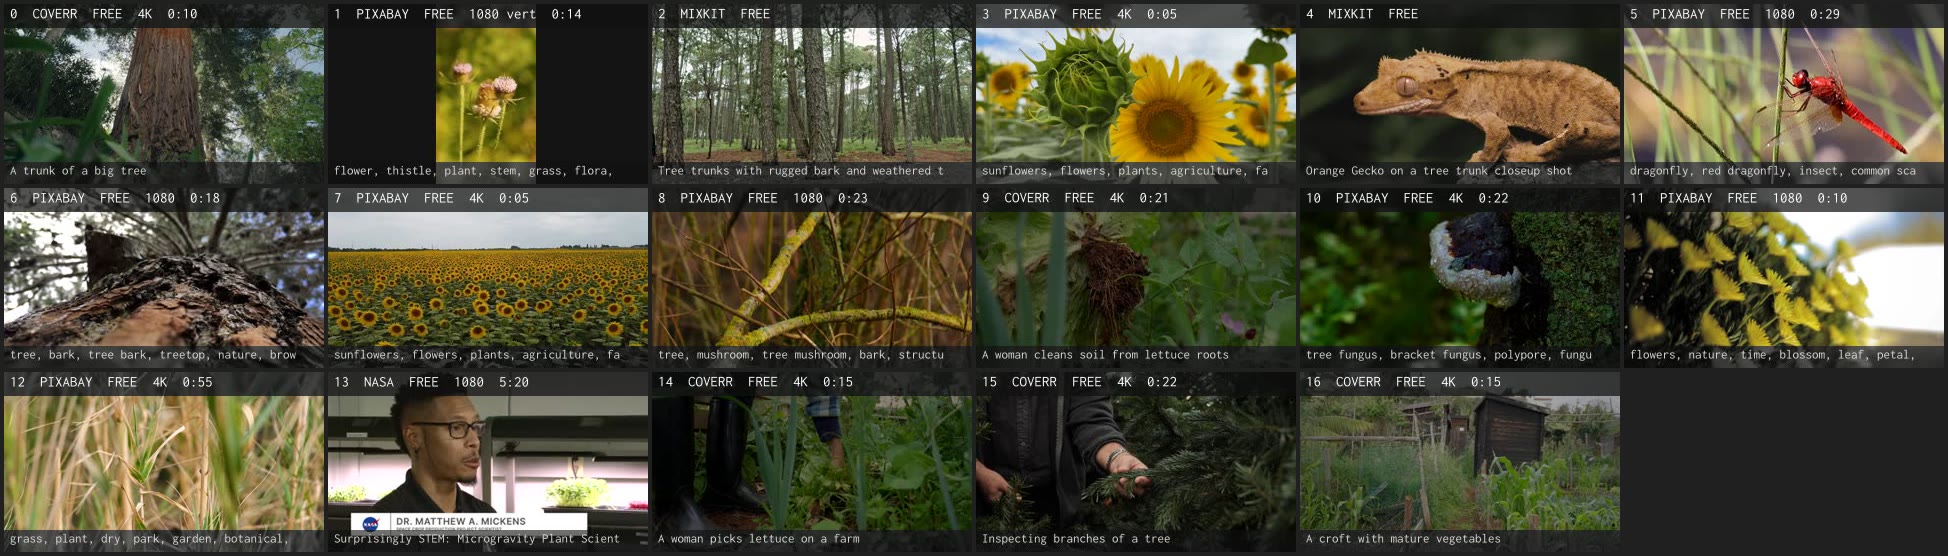 0 COVERR FREE 4K 0:10
A trunk of a big tree
1 PIXABAY FREE 1080 vert 0:14
flower, thistle, plant, stem, grass, flora,
2 MIXKIT FREE
Tree trunks with rugged bark and weathered t
3 PIXABAY FREE 4K 0:05
sunflowers, flowers, plants, agriculture, fa
4 MIXKIT FREE
Orange Gecko on a tree trunk closeup shot
5 PIXABAY FREE 1080 0:29
dragonfly, red dragonfly, insect, common sca
6 PIXABAY FREE 1080 0:18
tree, bark, tree bark, treetop, nature, brow
7 PIXABAY FREE 4K 0:05
sunflowers, flowers, plants, agriculture, fa
8 PIXABAY FREE 1080 0:23
tree, mushroom, tree mushroom, bark, structu
9 COVERR FREE 4K 0:21
A woman cleans soil from lettuce roots
10 PIXABAY FREE 4K 0:22
tree fungus, bracket fungus, polypore, fungu
11 PIXABAY FREE 1080 0:10
flowers, nature, time, blossom, leaf, petal,
12 PIXABAY FREE 4K 0:55
grass, plant, dry, park, garden, botanical,
13 NASA FREE 1080 5:20
NASA
DR. MATTHEW A. MICKENS
SPACE CROP PRODUCTION PROJECT SCIENTIST
Surprisingly STEM: Microgravity Plant Scient
14 COVERR FREE 4K 0:15
A woman picks lettuce on a farm
15 COVERR FREE 4K 0:22
Inspecting branches of a tree
16 COVERR FREE 4K 0:15
A croft with mature vegetables